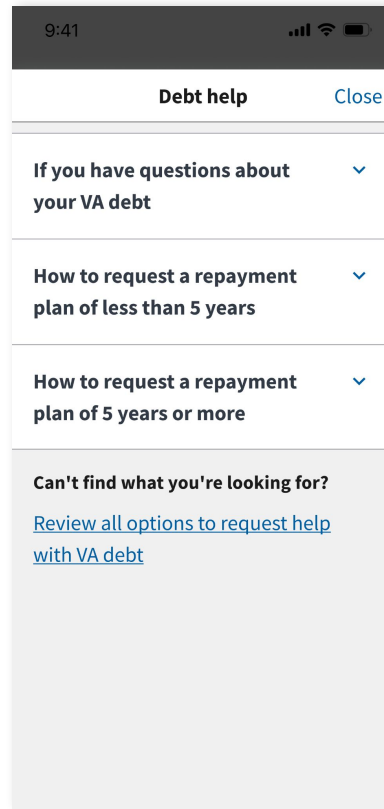 9:41
Debt help Close
If you have questions about
your VA debt
How to request a repayment
plan of less than 5 years
How to request a repayment
plan of 5 years or more
Can't find what you're looking for?
Review all options to request help
with VA debt